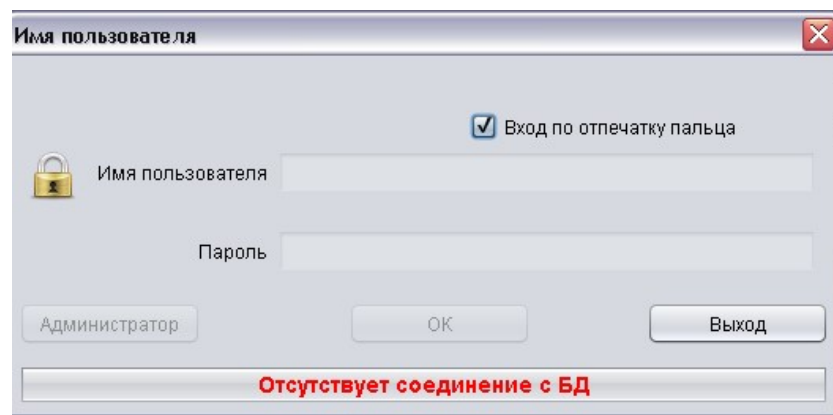 Имя пользователя
Вход по отпечатку пальца
Имя пользователя
Пароль
Администратор
OK
Выход
Отсутствует соединение с БД